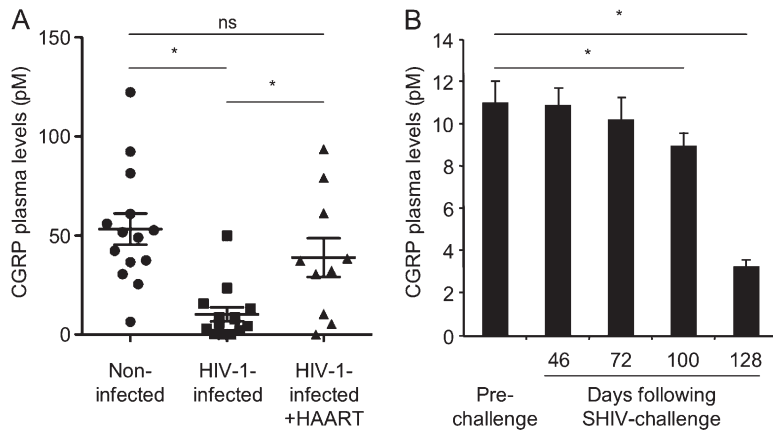 A
ns
*
*
150
100
50
0
CGRP plasma levels (pM)
Non-
infected
HIV-1-
infected
HIV-1-
infected
+HAART
B
*
*
14
12
10
8
6
4
2
0
CGRP plasma levels (pM)
46 72 100 128
Pre-
challenge
Days following
SHIV-challenge